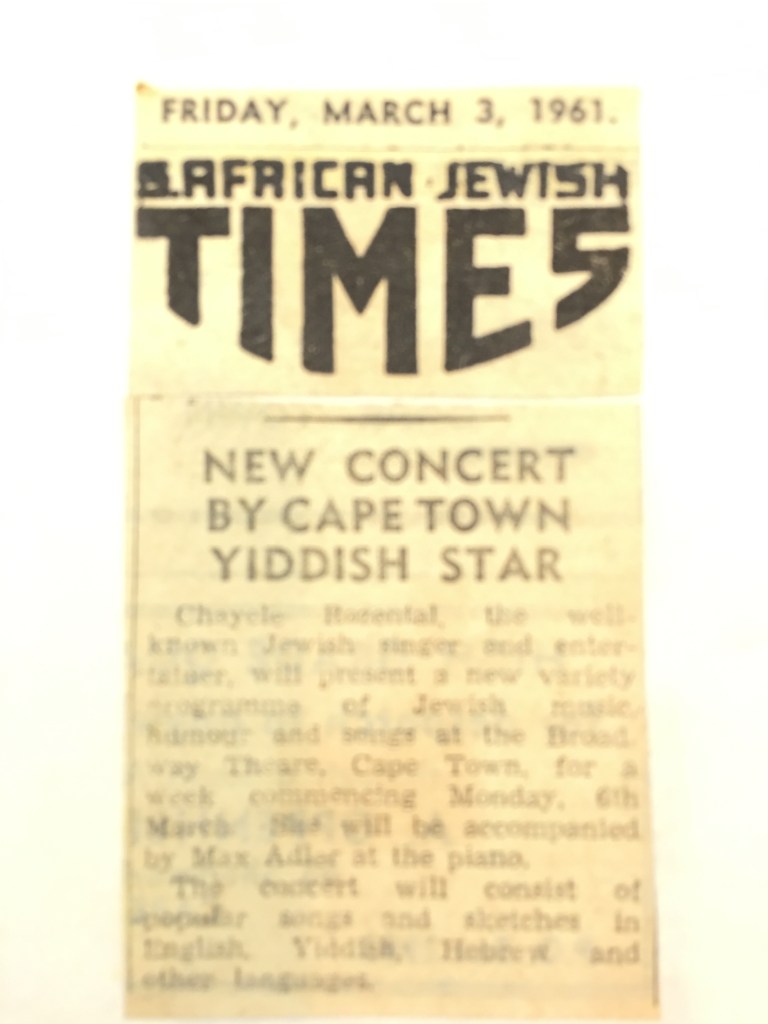 FRIDAY, MARCH 3, 1961.
S.AFRICAN JEWISH
TIMES
NEW CONCERT
BY CAPE TOWN
YIDDISH STAR
Chayele Rozental, the well-
known Jewish singer and enter-
tainer, will present a new variety
programme of Jewish music,
humour and songs at the Broad-
way Theare, Cape Town, for a
week commencing Monday, 6th
March. She will be accompanied
by Max Adler at the piano.
The concert will consist of
popular songs and sketches in
English, Yiddish, Hebrew and
other languages.